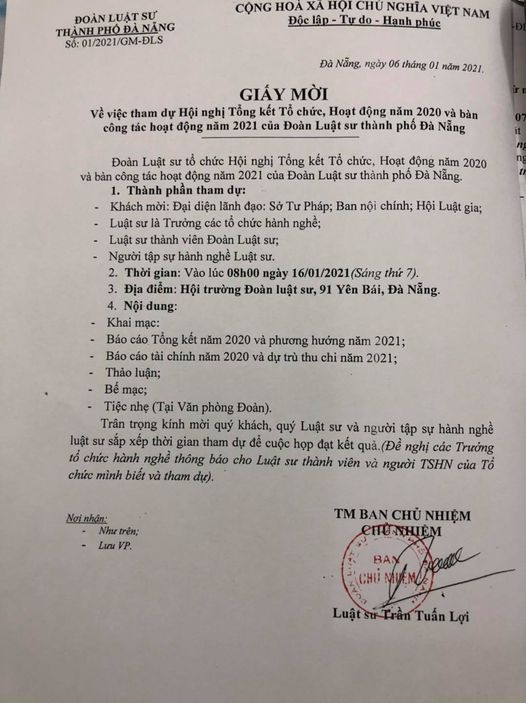 ĐOÀN LUẬT SƯ
THÀNH PHỐ ĐÀ NẴNG
Số: 01/2021/GM-ĐLS
CỘNG HOÀ XÃ HỘI CHỦ NGHĨA VIỆT NAM
Độc lập - Tự do - Hạnh phúc
Đà Nẵng, ngày 06 tháng 01 năm 2021.
GIẤY MỜI
Về việc tham dự Hội nghị Tổng kết Tổ chức, Hoạt động năm 2020 và bàn
công tác hoạt động năm 2021 của Đoàn Luật sư thành phố Đà Nẵng
Đoàn Luật sư tổ chức Hội nghị Tổng kết Tổ chức, Hoạt động năm 2020
và bàn công tác hoạt động năm 2021 của Đoàn Luật sư thành phố Đà Nẵng.
1. Thành phần tham dự:
- Khách mời: Đại diện lãnh đạo: Sở Tư Pháp; Ban nội chính; Hội Luật gia;
- Luật sư là Trưởng các tổ chức hành nghề;
- Luật sư thành viên Đoàn Luật sư;
- Người tập sự hành nghề Luật sư.
2. Thời gian: Vào lúc 08h00 ngày 16/01/2021(Sáng thứ 7).
3. Địa điểm: Hội trường Đoàn luật sư, 91 Yên Bái, Đà Nẵng.
4. Nội dung:
- Khai mạc:
- Báo cáo Tổng kết năm 2020 và phương hướng năm 2021;
- Báo cáo tài chính năm 2020 và dự trù thu chi năm 2021;
- Thảo luận;
- Bế mạc;
- Tiệc nhẹ (Tại Văn phòng Đoàn).
Trân trọng kính mời quý khách, quý Luật sư và người tập sự hành nghề
luật sư sắp xếp thời gian tham dự để cuộc họp đạt kết quả.(Đề nghị các Trưởng
tổ chức hành nghề thông báo cho Luật sư thành viên và người TSHN của Tổ
chức mình biết và tham dự).
Nơi nhận:
- Như trên;
- Lưu VP.
TM BAN CHỦ NHIỆM
CHỦ NHIỆM
BAN
CHỦ NHIỆM
Luật sư Trần Tuấn Lợi